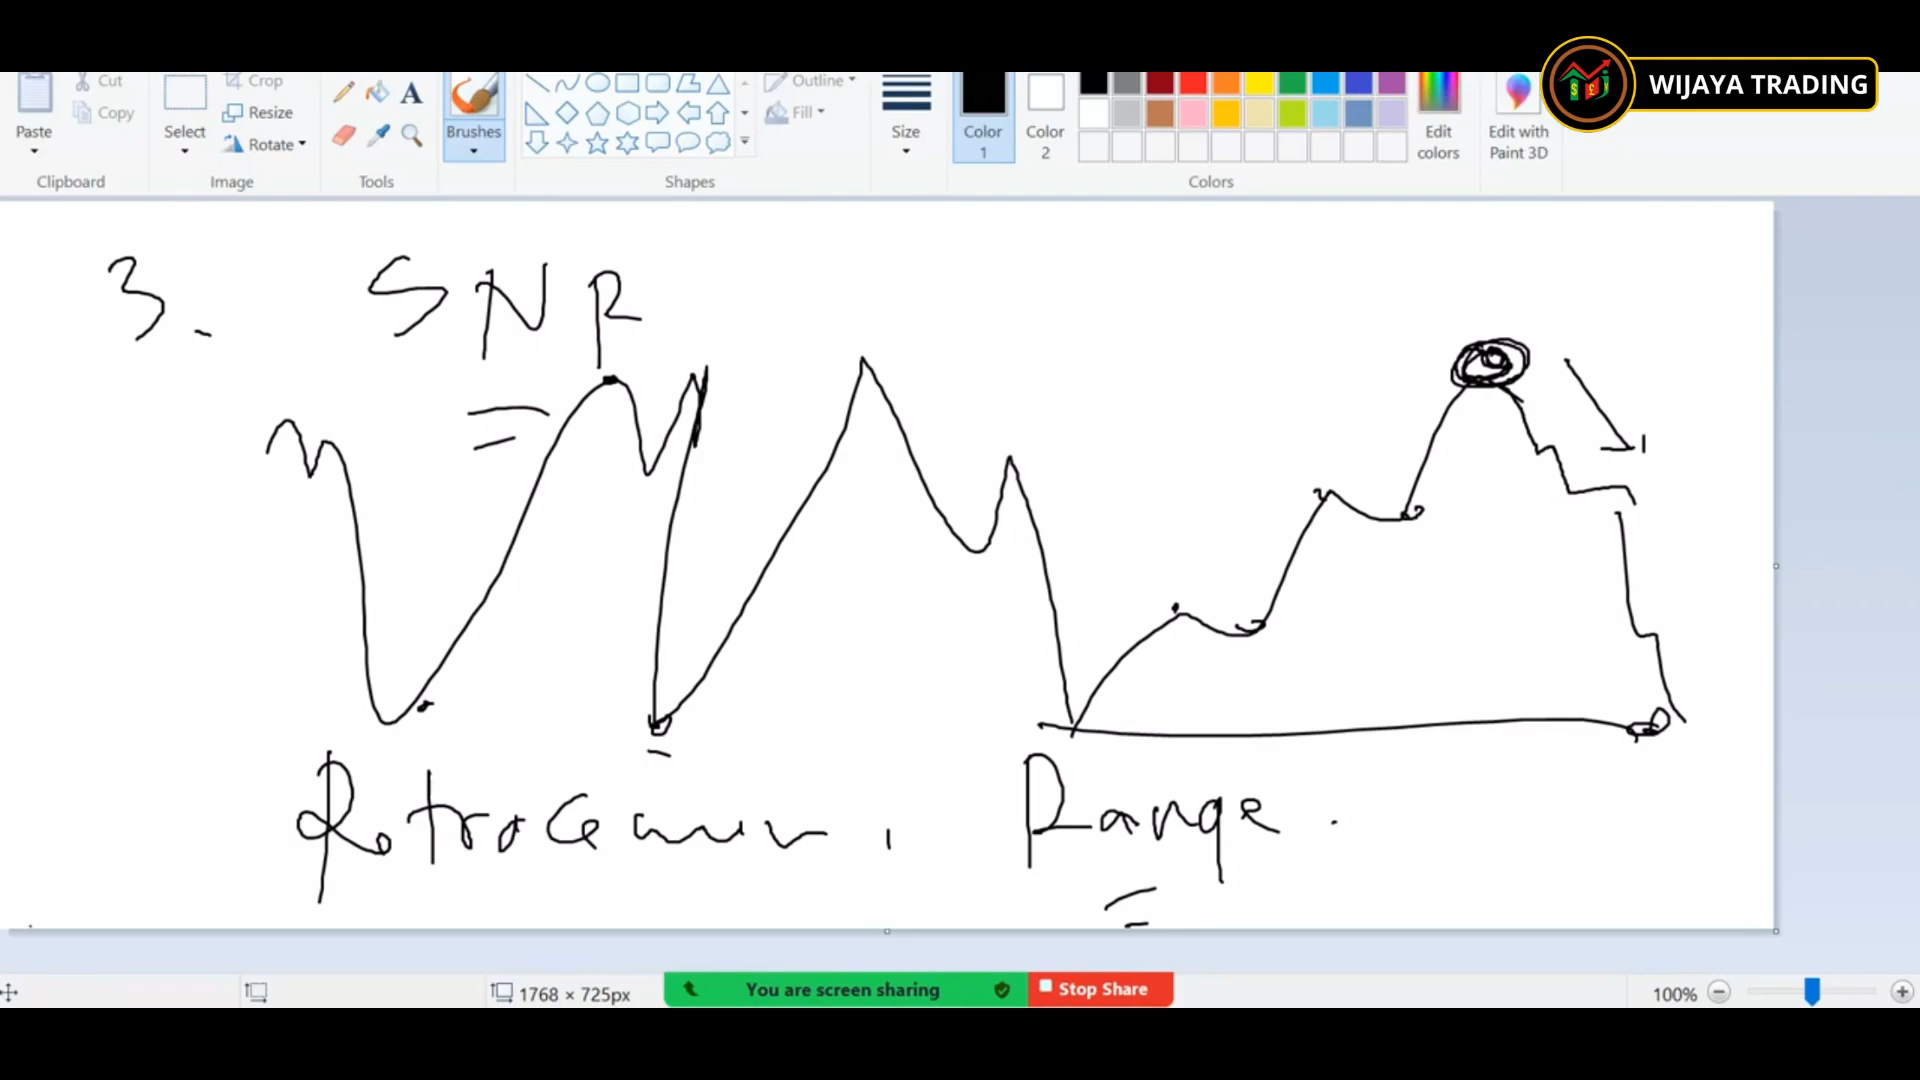 WIJAYA TRADING
Cut
Copy
Paste
Clipboard
Select
Crop
Resize
Rotate
Image
Tools
Brushes
Outline
Fill
Shapes
Size
Color 1
Color 2
Edit colors
Edit with Paint 3D
Colors
3. SNR
Range.
1768 × 725px
You are screen sharing
Stop Share
100%